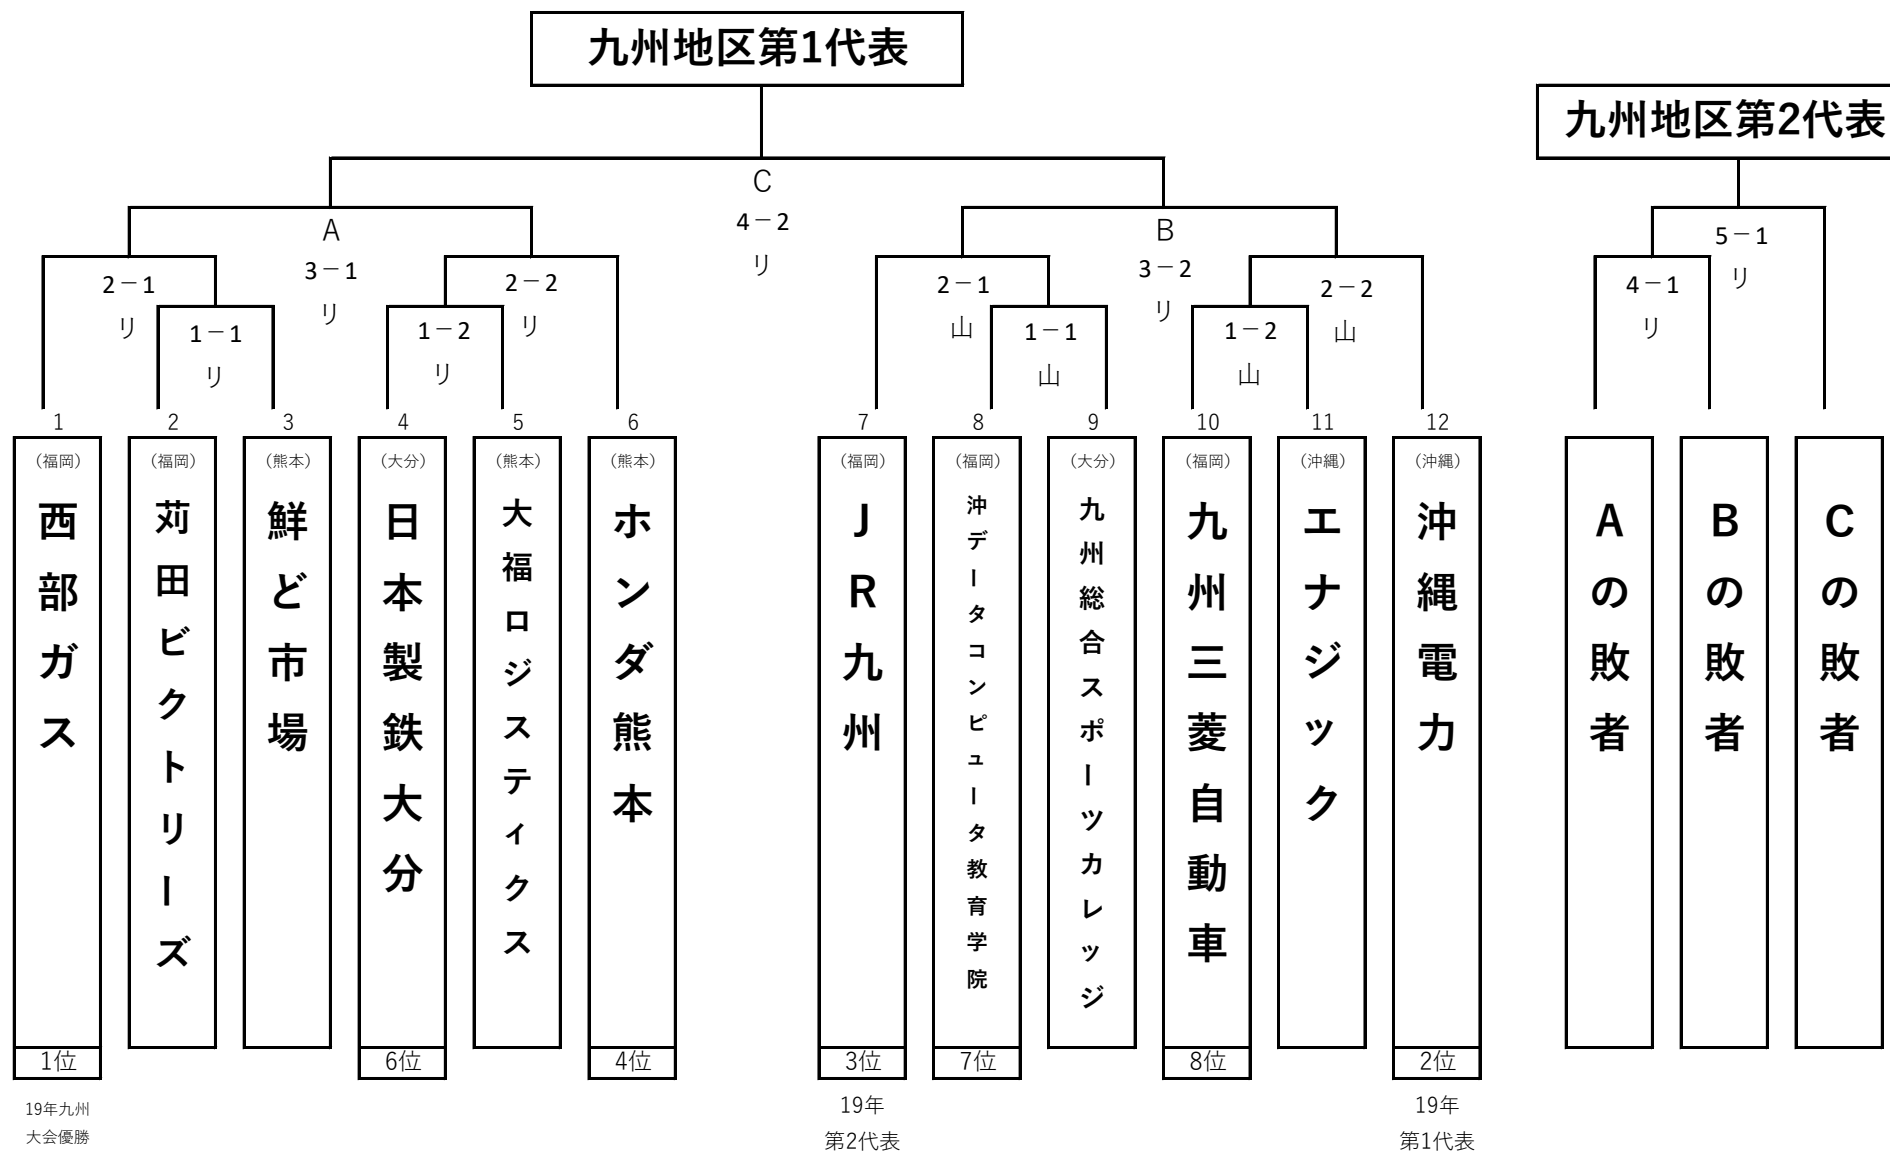 九州地区第1代表
九州地区第2代表
C
4－2
リ
A
3－1
リ
B
3－2
リ
5－1
リ
2－1
リ
2－2
リ
2－1
山
2－2
山
4－1
リ
1－1
リ
1－2
リ
1－1
山
1－2
山
1
2
3
4
5
6
7
8
9
10
11
12
（福岡）
西部ガス
1位
19年九州
大会優勝
（福岡）
苅田ビクトリーズ
（熊本）
鮮ど市場
（大分）
日本製鉄大分
6位
（熊本）
大福ロジスティクス
（熊本）
ホンダ熊本
4位
（福岡）
JR九州
3位
19年
第2代表
（福岡）
沖データコンピュータ教育学院
7位
（大分）
九州総合スポーツカレッジ
（福岡）
九州三菱自動車
8位
（沖縄）
エナジック
（沖縄）
沖縄電力
2位
19年
第1代表
Aの敗者
Bの敗者
Cの敗者